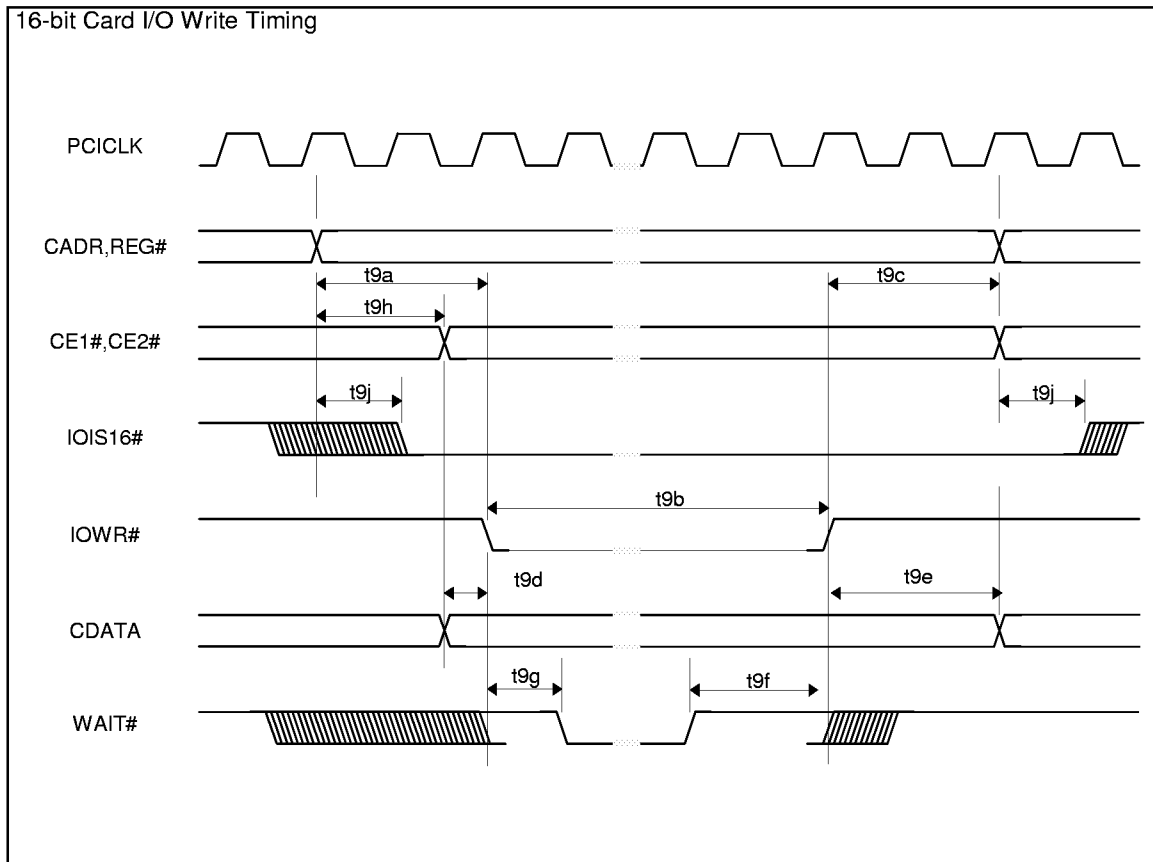 16-bit Card I/O Write Timing
PCICLK
CADR,REG#
t9a
t9c
t9h
CE1#,CE2#
t9j
t9j
IOIS16#
t9b
IOWR#
t9d
t9e
CDATA
t9g
t9f
WAIT#